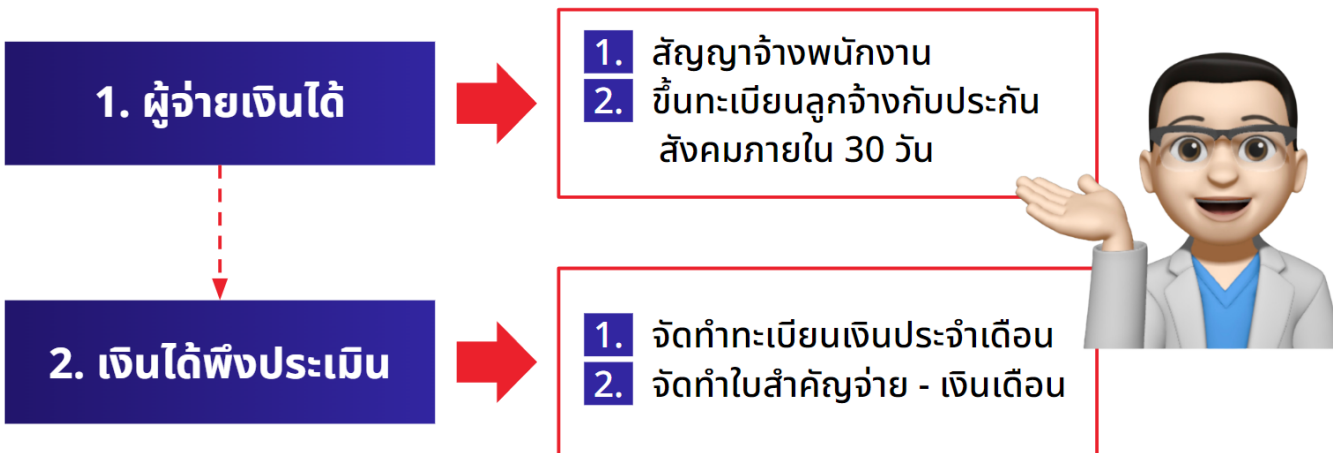 1. ผู้จ่ายเงินได้
1. สัญญาจ้างพนักงาน
2. ขึ้นทะเบียนลูกจ้างกับประกัน
สังคมภายใน 30 วัน
2. เงินได้พึงประเมิน
1. จัดทำทะเบียนเงินประจำเดือน
2. จัดทำใบสำคัญจ่าย - เงินเดือน